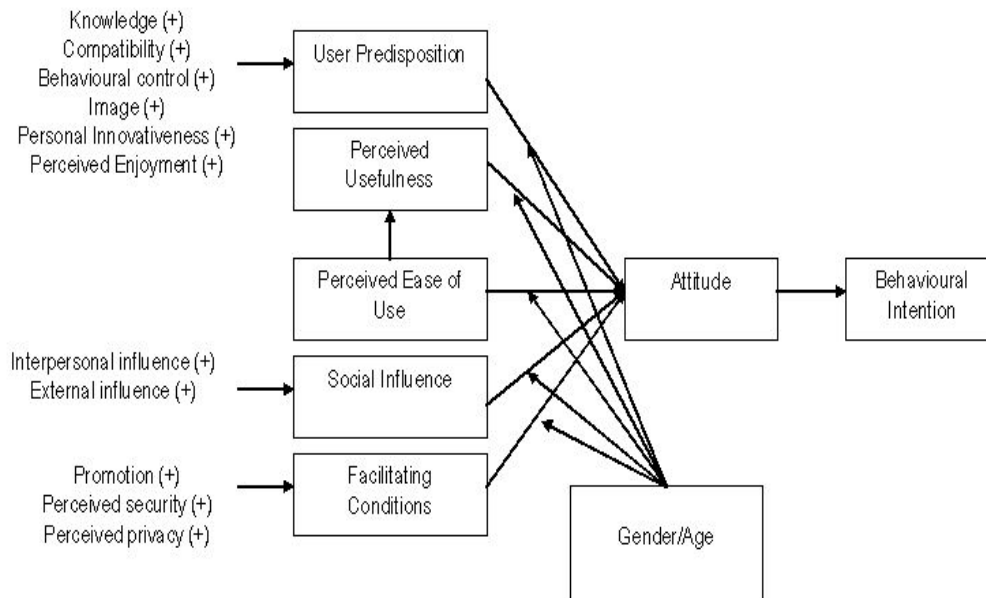 Knowledge (+)
Compatibility (+)
Behavioural control (+)
Image (+)
Personal Innovativeness (+)
Perceived Enjoyment (+)
User Predisposition
Perceived
Usefulness
Perceived Ease of
Use
Attitude
Behavioural
Intention
Interpersonal influence (+)
External influence (+)
Social Influence
Promotion (+)
Perceived security (+)
Perceived privacy (+)
Facilitating
Conditions
Gender/Age